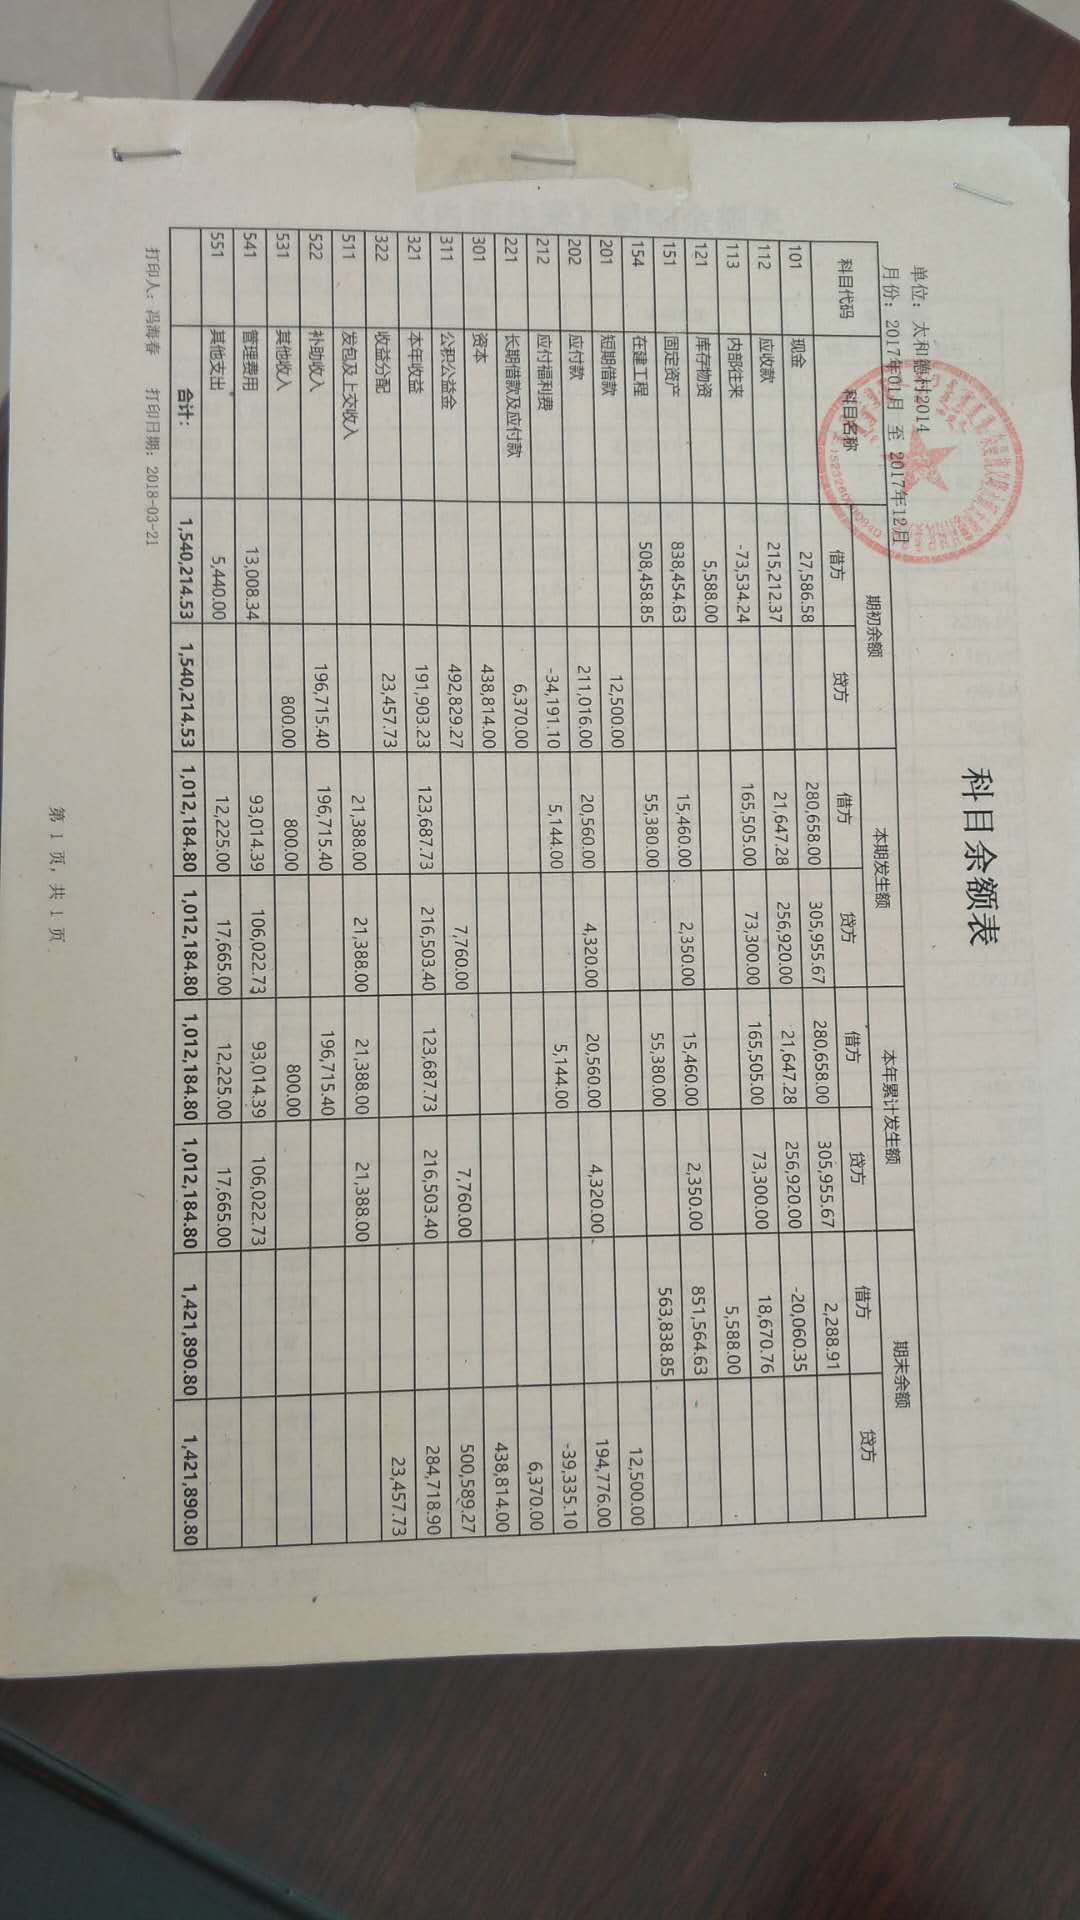 科目余额表
单位：太和德村2014
月份：2017年01月 至 2017年12月
科目代码 科目名称 期初余额 本期发生额 本年累计发生额 期末余额
借方 贷方 借方 贷方 借方 贷方 借方 贷方
101 现金 27,586.58 280,658.00 305,955.67 280,658.00 305,955.67 2,288.91
112 应收款 215,212.37 21,647.28 256,920.00 21,647.28 256,920.00 -20,060.35
113 内部往来 -73,534.24 165,505.00 73,300.00 165,505.00 73,300.00 18,670.76
121 库存物资 5,588.00 5,588.00
151 固定资产 838,454.63 15,460.00 2,350.00 15,460.00 2,350.00 851,564.63
154 在建工程 508,458.85 55,380.00 55,380.00 563,838.85
201 短期借款 12,500.00 12,500.00
202 应付款 211,016.00 20,560.00 4,320.00 20,560.00 4,320.00 194,776.00
212 应付福利费 -34,191.10 5,144.00 5,144.00 -39,335.10
221 长期借款及应付款 6,370.00 6,370.00
301 资本 438,814.00 438,814.00
311 公积公益金 492,829.27 7,760.00 7,760.00 500,589.27
321 本年收益 191,903.23 123,687.73 216,503.40 123,687.73 216,503.40 284,718.90
322 收益分配 23,457.73 23,457.73
511 发包及上交收入 21,388.00 21,388.00 21,388.00 21,388.00
522 补助收入 196,715.40 196,715.40 196,715.40
531 其他收入 800.00 800.00 800.00
541 管理费用 13,008.34 93,014.39 106,022.73 93,014.39 106,022.73
551 其他支出 5,440.00 12,225.00 17,665.00 12,225.00 17,665.00
合计： 1,540,214.53 1,540,214.53 1,012,184.80 1,012,184.80 1,012,184.80 1,012,184.80 1,421,890.80 1,421,890.80
打印人：冯海春 打印日期：2018-03-21
第 1 页，共 1 页